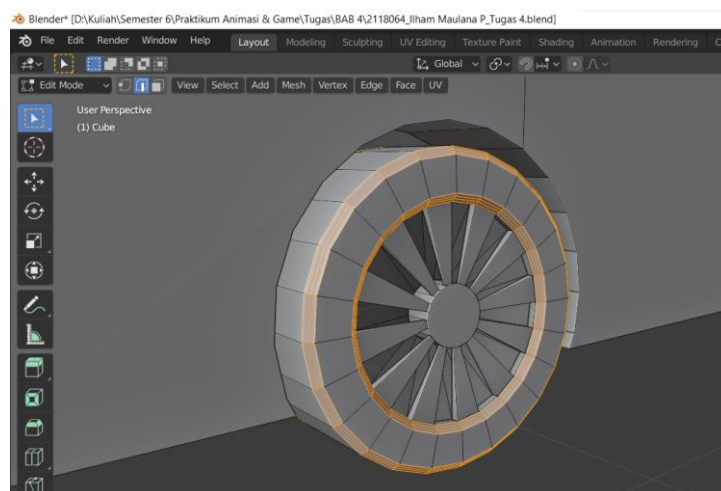 Blender* [D:\Kuliah\Semester 6\Praktikum Animasi & Game\Tugas\BAB 4\2118064_Ilham Maulana P_Tugas 4.blend]
File Edit Render Window Help Layout Modeling Sculpting UV Editing Texture Paint Shading Animation Rendering
Global
Edit Mode View Select Add Mesh Vertex Edge Face UV
User Perspective
(1) Cube